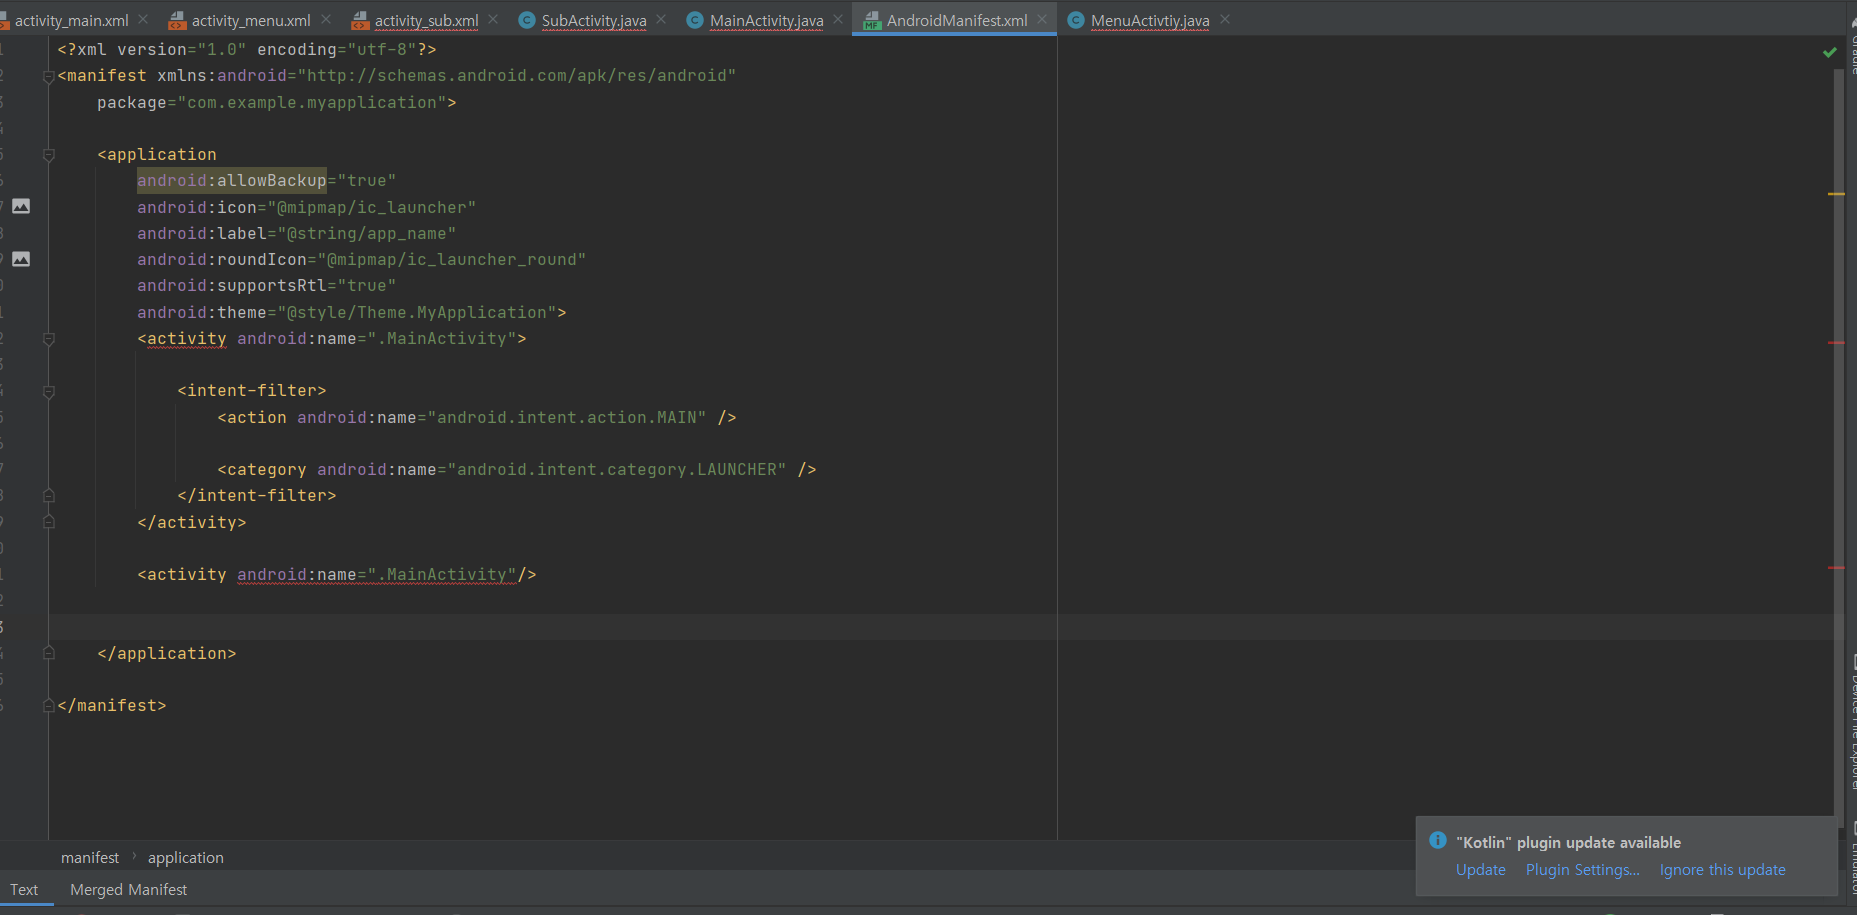 activity_main.xml activity_menu.xml activity_sub.xml SubActivity.java MainActivity.java AndroidManifest.xml MenuActivtiy.java
<?xml version="1.0" encoding="utf-8"?>
<manifest xmlns:android="http://schemas.android.com/apk/res/android"
package="com.example.myapplication">
<application
android:allowBackup="true"
android:icon="@mipmap/ic_launcher"
android:label="@string/app_name"
android:roundIcon="@mipmap/ic_launcher_round"
android:supportsRtl="true"
android:theme="@style/Theme.MyApplication">
<activity android:name=".MainActivity">
<intent-filter>
<action android:name="android.intent.action.MAIN" />
<category android:name="android.intent.category.LAUNCHER" />
</intent-filter>
</activity>
<activity android:name=".MainActivity"/>
</application>
</manifest>
"Kotlin" plugin update available
Update Plugin Settings... Ignore this update
manifest application
Text Merged Manifest
Device File Explorer
Emulator